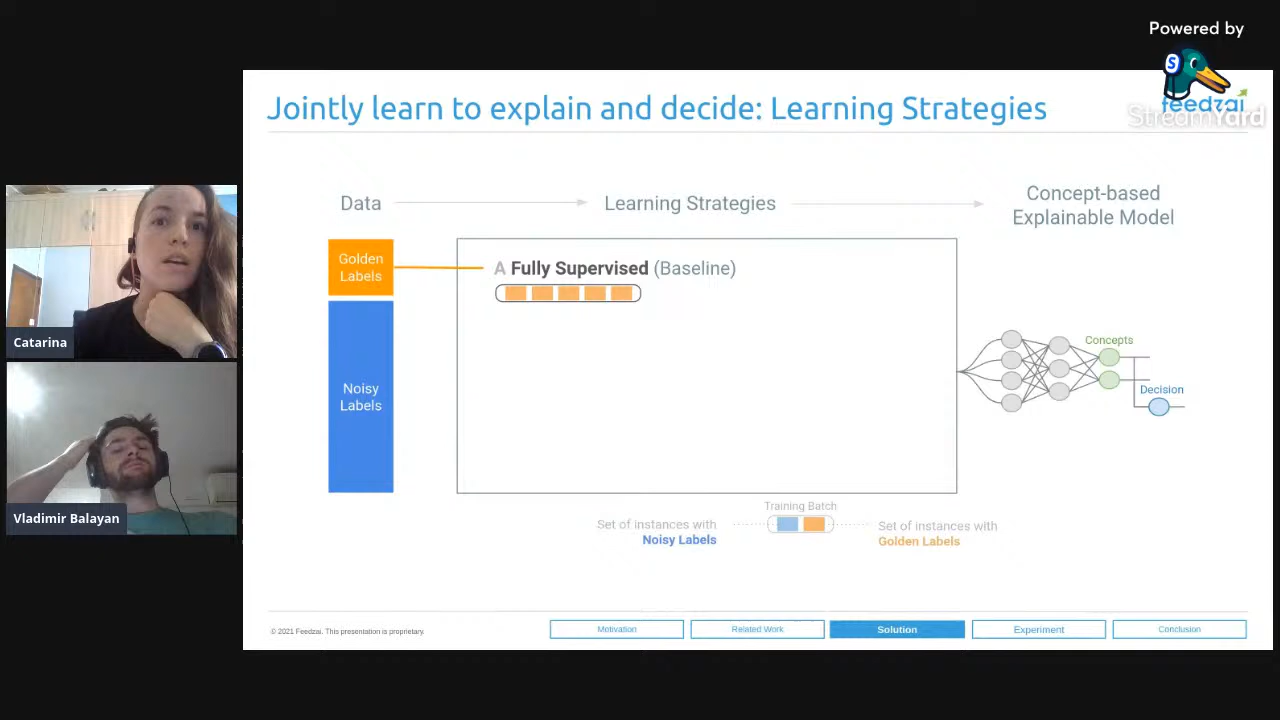 Powered by
S
feedzai
StreamYard
Jointly learn to explain and decide: Learning Strategies
Data
Learning Strategies
Concept-based
Explainable Model
Golden
Labels
A Fully Supervised (Baseline)
Noisy
Labels
Concepts
Decision
Training Batch
Set of instances with
Noisy Labels
Set of instances with
Golden Labels
Catarina
Vladimir Balayan
© 2021 Feedzai. This presentation is proprietary.
Motivation
Related Work
Solution
Experiment
Conclusion